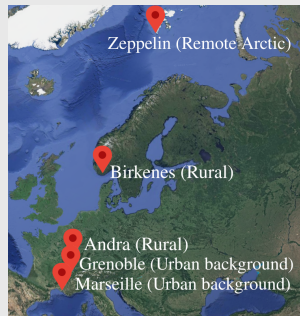 Zeppelin (Remote Arctic)
Birkenes (Rural)
Andra (Rural)
Grenoble (Urban background)
Marseille (Urban background)